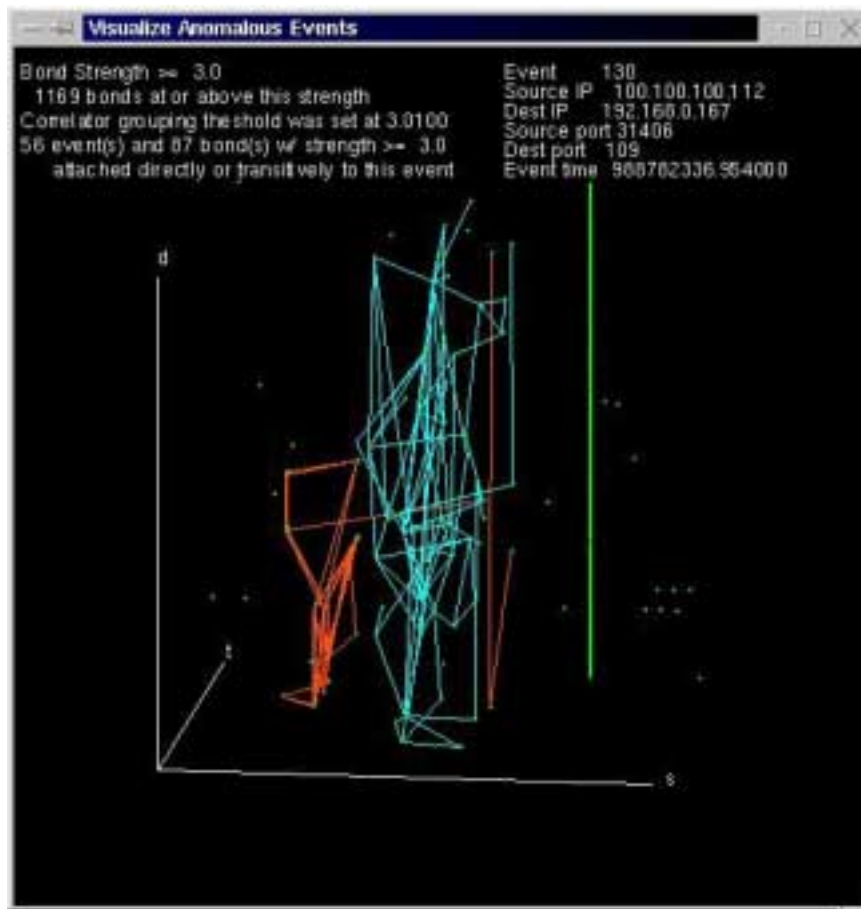 Visualize Anomalous Events
Bond Strength >= 3.0
1169 bonds at or above this strength
Correlator grouping theshold was set at 3.0100
56 event(s) and 87 bond(s) w/ strength >= 3.0
attached directly or transitively to this event
Event 130
Source IP 100.100.100.112
Dest IP 192.168.0.167
Source port 31406
Dest port 109
Event time 988782336.954000
d
t
s